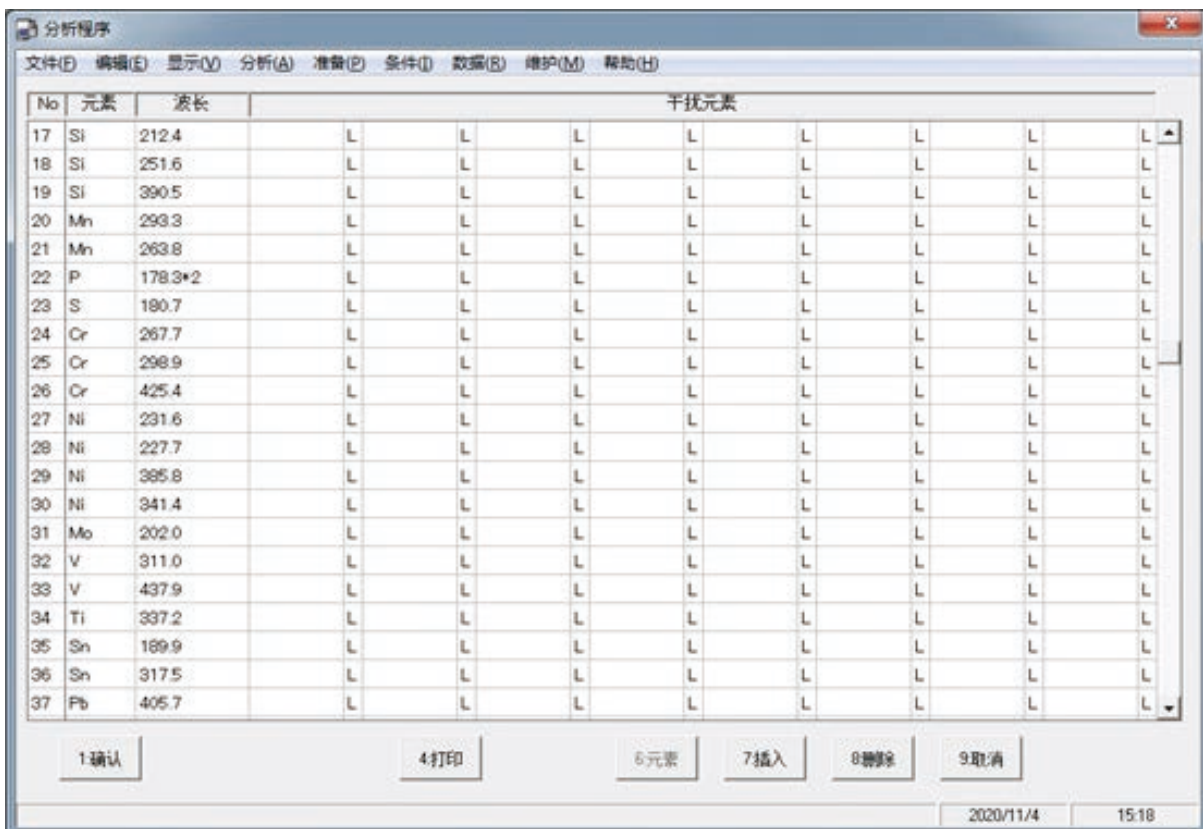 分析程序
文件(F) 编辑(E) 显示(V) 分析(A) 准备(P) 条件(I) 数据(R) 维护(M) 帮助(H)
No 元素 波长 干扰元素
17 Si 212.4 L L L L L L L L
18 Si 251.6 L L L L L L L L
19 Si 390.5 L L L L L L L L
20 Mn 293.3 L L L L L L L L
21 Mn 263.8 L L L L L L L L
22 P 178.3*2 L L L L L L L L
23 S 180.7 L L L L L L L L
24 Cr 267.7 L L L L L L L L
25 Cr 298.9 L L L L L L L L
26 Cr 425.4 L L L L L L L L
27 Ni 231.6 L L L L L L L L
28 Ni 227.7 L L L L L L L L
29 Ni 385.8 L L L L L L L L
30 Ni 341.4 L L L L L L L L
31 Mo 202.0 L L L L L L L L
32 V 311.0 L L L L L L L L
33 V 437.9 L L L L L L L L
34 Ti 337.2 L L L L L L L L
35 Sn 189.9 L L L L L L L L
36 Sn 317.5 L L L L L L L L
37 Pb 405.7 L L L L L L L L
1:确认 4:打印 6:元素 7:插入 8:删除 9:取消
2020/11/4 15:18